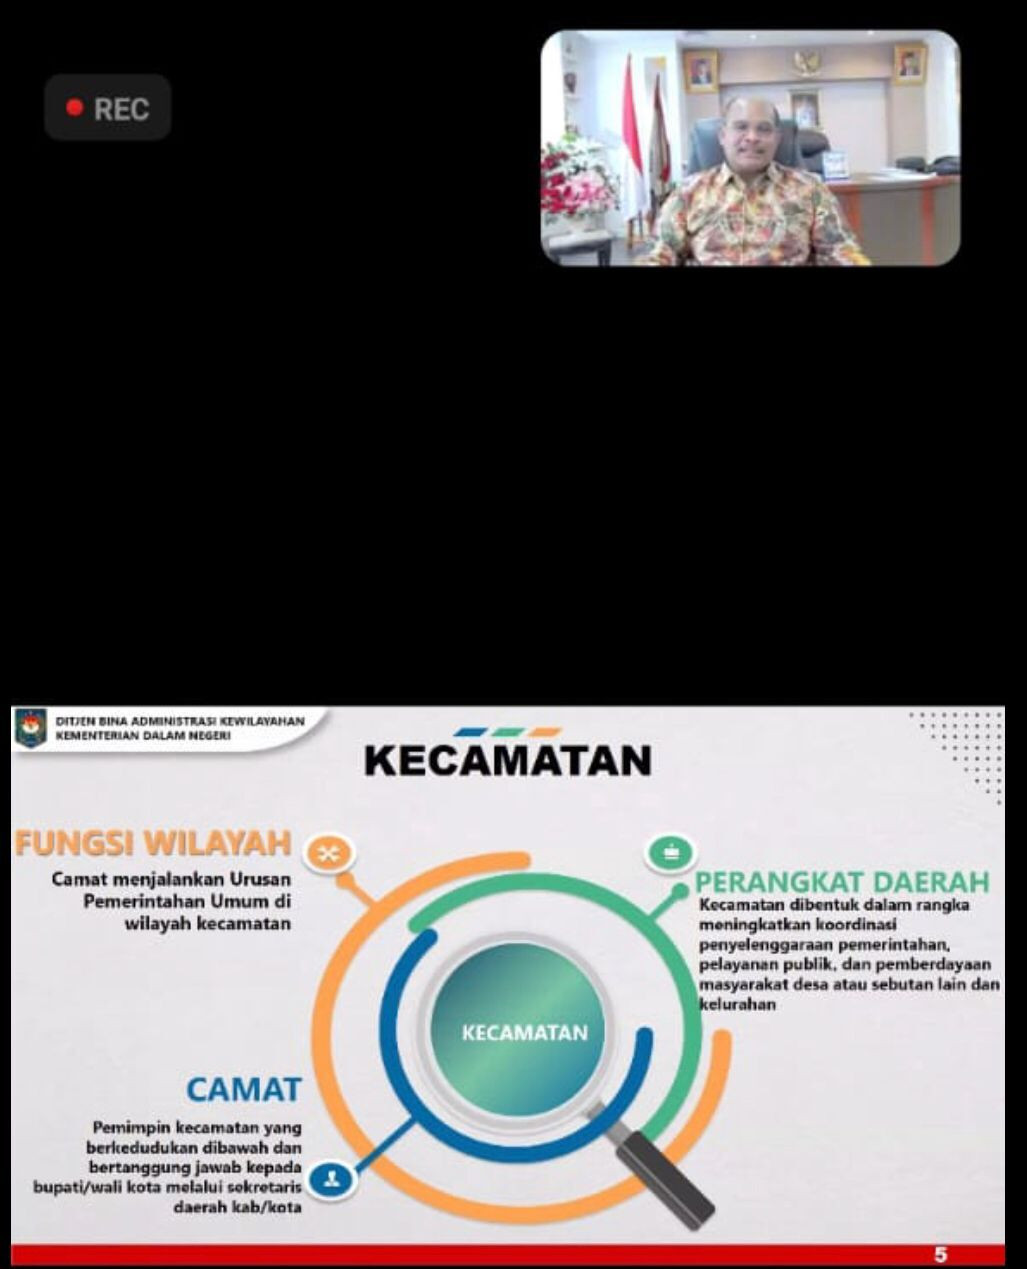 REC
DITJEN BINA ADMINISTRASI KEWILAYAHAN
KEMENTERIAN DALAM NEGERI
KECAMATAN
FUNGSI WILAYAH
Camat menjalankan Urusan
Pemerintahan Umum di
wilayah kecamatan
PERANGKAT DAERAH
Kecamatan dibentuk dalam rangka
meningkatkan koordinasi
penyelenggaraan pemerintahan,
pelayanan publik, dan pemberdayaan
masyarakat desa atau sebutan lain dan
kelurahan
KECAMATAN
CAMAT
Pemimpin kecamatan yang
berkedudukan dibawah dan
bertanggung jawab kepada
bupati/wali kota melalui sekretaris
daerah kab/kota
5